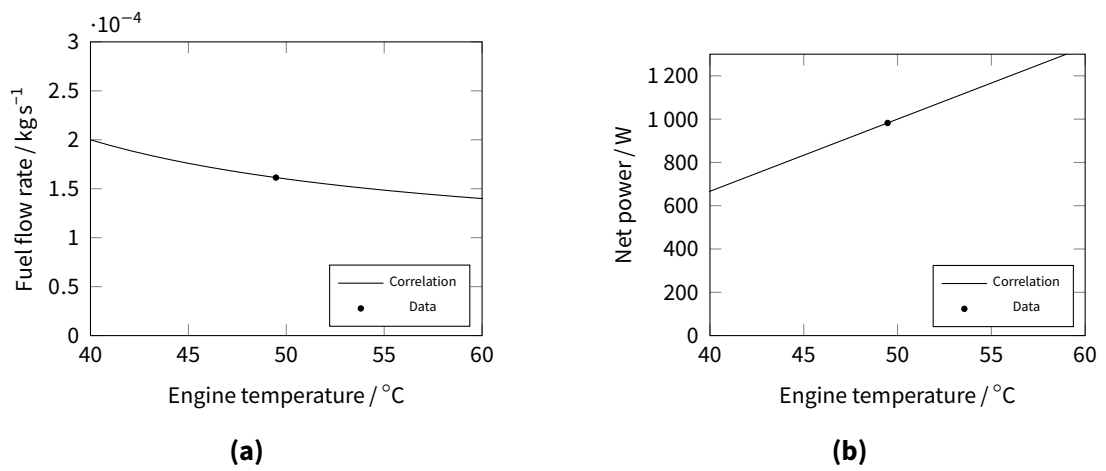 ·10⁻⁴
3
2.5
2
1.5
1
0.5
0
40 45 50 55 60
Fuel flow rate / kg s⁻¹
Engine temperature / °C
Correlation
Data
(a)
1 200
1 000
800
600
400
200
0
40 45 50 55 60
Net power / W
Engine temperature / °C
Correlation
Data
(b)